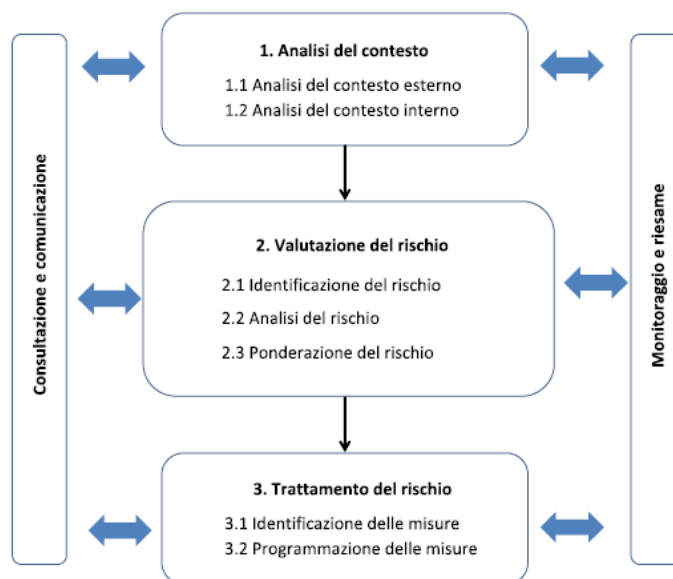 Consultazione e comunicazione
1. Analisi del contesto
1.1 Analisi del contesto esterno
1.2 Analisi del contesto interno
2. Valutazione del rischio
2.1 Identificazione del rischio
2.2 Analisi del rischio
2.3 Ponderazione del rischio
3. Trattamento del rischio
3.1 Identificazione delle misure
3.2 Programmazione delle misure
Monitoraggio e riesame